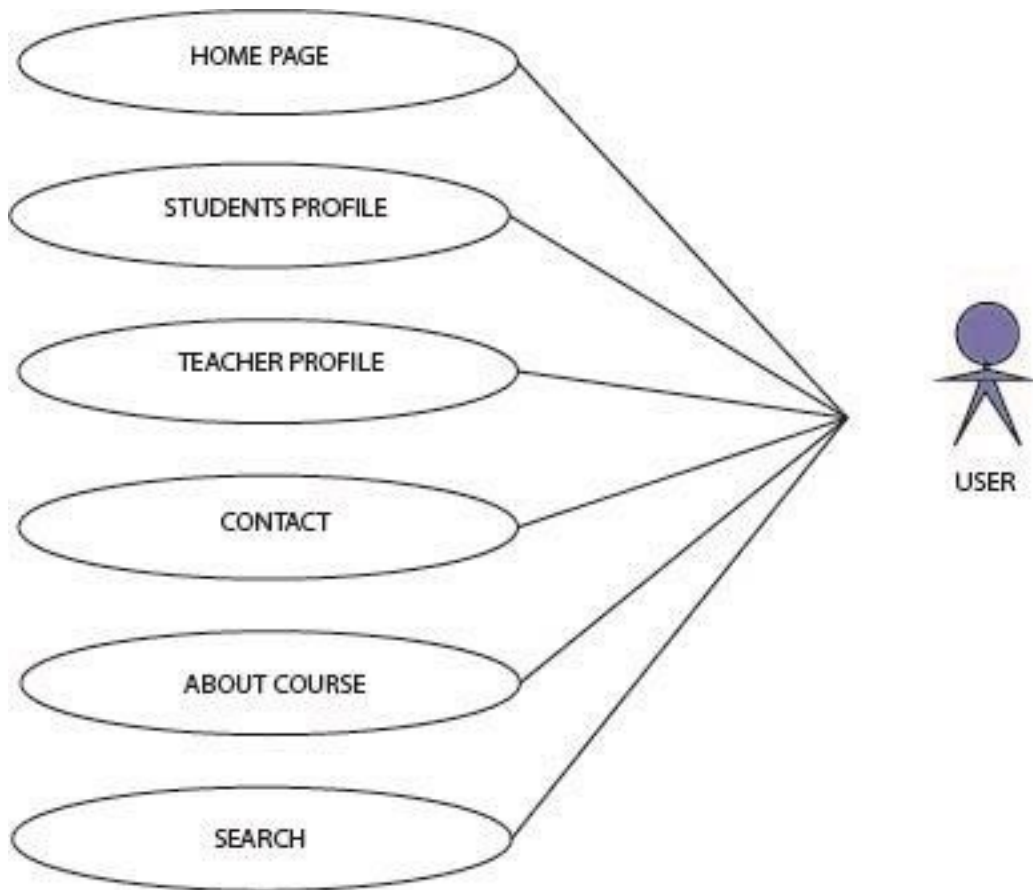 HOME PAGE
STUDENTS PROFILE
TEACHER PROFILE
USER
CONTACT
ABOUT COURSE
SEARCH